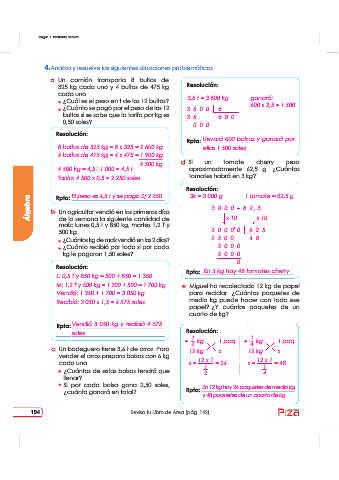 4. Analiza y resuelve las siguientes situaciones problemáticas
a Un camión transporta 8 bultos de
325 kg cada uno y 4 bultos de 475 kg
cada uno
• ¿Cuál es el peso en t de los 12 bultos?
• ¿Cuánto se pagó por el peso de los 12
bultos si se sabe que la tarifa por kg es
0,50 soles?
Resolución:
8 bultos de 325 kg = 8 x 325 = 2 600 kg
4 bultos de 475 kg = 4 x 475 = 1 900 kg
4 500 kg
4 500 kg = 4,5 : 1 000 = 4,5 t
Tarifa: 4 500 x 0,5 = 2 250 soles
Rpta: El peso es 4,5 t y se pagó S/ 2 250
b Un agricultor vendió en los primeros días
de la semana la siguiente cantidad de
maíz: lunes 0,5 t y 850 kg, martes 1,2 T y
500 kg
• ¿Cuántos kg de maíz vendió en los 2 días?
• ¿Cuánto recibió por todo si por cada
kg le pagaron 1,50 soles?
Resolución:
L: 0,5 T y 850 kg = 500 + 850 = 1 350
M: 1,2 T y 500 kg = 1 200 + 500 = 1 700 kg
Vendió: 1 350 + 1 700 = 3 050 kg
Recibió: 3 050 x 1,5 = 4 575 soles
Rpta: Vendió 3 050 kg y recibió 4 575
soles
c Un bodeguero tiene 3,6 t de arroz. Para
vender el arroz prepara bolsas con 6 kg
cada una
• ¿Cuántas de estas bolsas tendrá que
llenar?
• Si por cada bolsa gana 2,50 soles,
¿cuánto ganará en total?
Resolución:
3,6 t = 3 600 kg ganará:
600 x 2,5 = 1 500
3 6 0 0 6
3 6 6 0 0
0 0 0
Rpta: Llevará 600 bolsas y ganará por
ellas 1 500 soles
d Si un tomate cherry pesa
aproximadamente 62,5 g ¿Cuántos
tomates habrá en 3 kg?
Resolución:
3k = 3 000 g 1 tomate = 62,5 g
3 0 0 0 ÷ 6 2, 5
x 10 x 10
3 0 0 0 0 6 2 5
2 5 0 0 4 8
5 0 0 0
5 0 0 0
0
Rpta: En 3 kg hay 48 tomates cherry
e Miguel ha recolectado 12 kg de papel
para reciclar ¿Cuántos paquetes de
medio kg puede hacer con todo ese
papel? ¿Y cuántos paquetes de un
cuarto de kg?
Resolución:
• 1/2 kg 1 paq • 1/4 kg 1 paq
12 kg x 12 kg x
x = 12 x 1 / 1/2 = 24 x = 12 x 1 / 1/4 = 48
Rpta: En 12 kg hay 24 paquetes de medio kg
y 48 paquetes de un cuarto de kg
Álgebra
194
Revisa tu Libro de Área (pág. 192)